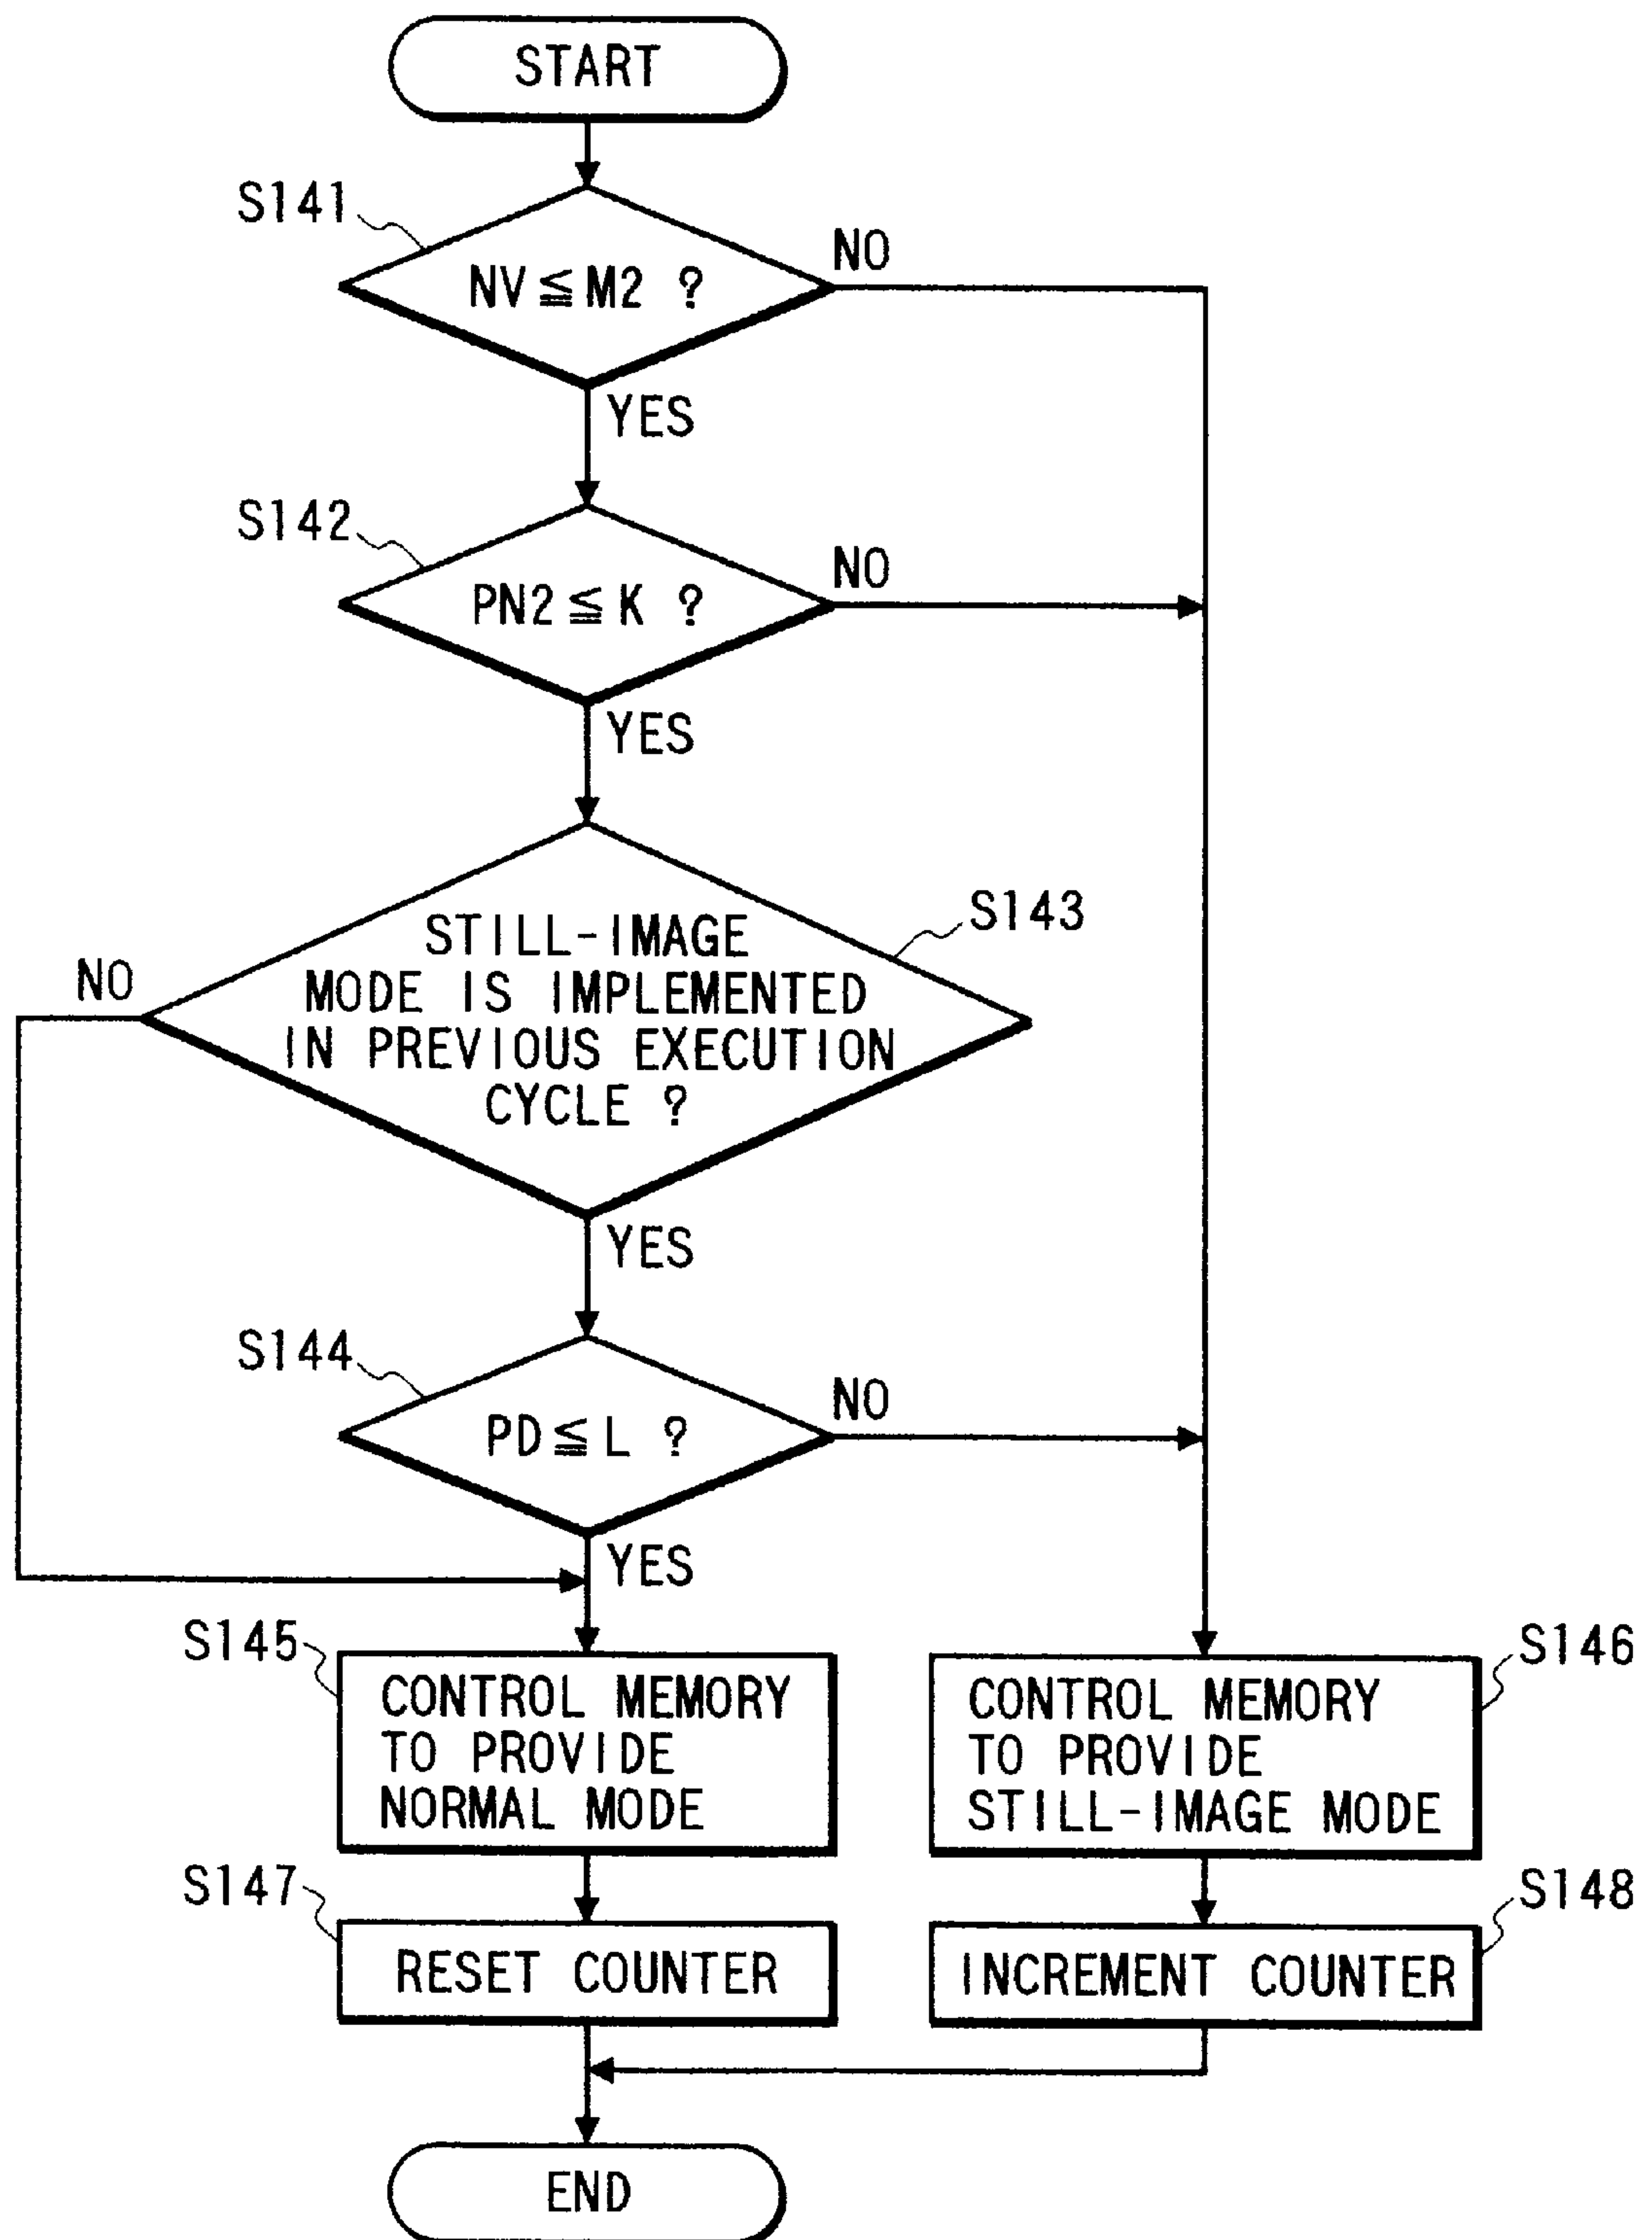 START
S141
NV≦M2 ?
NO
YES
S142
PN2≦K ?
NO
YES
S143
STILL-IMAGE
MODE IS IMPLEMENTED
IN PREVIOUS EXECUTION
CYCLE ?
NO
YES
S144
PD≦L ?
NO
YES
S145
CONTROL MEMORY
TO PROVIDE
NORMAL MODE
S146
CONTROL MEMORY
TO PROVIDE
STILL-IMAGE MODE
S147
RESET COUNTER
S148
INCREMENT COUNTER
END